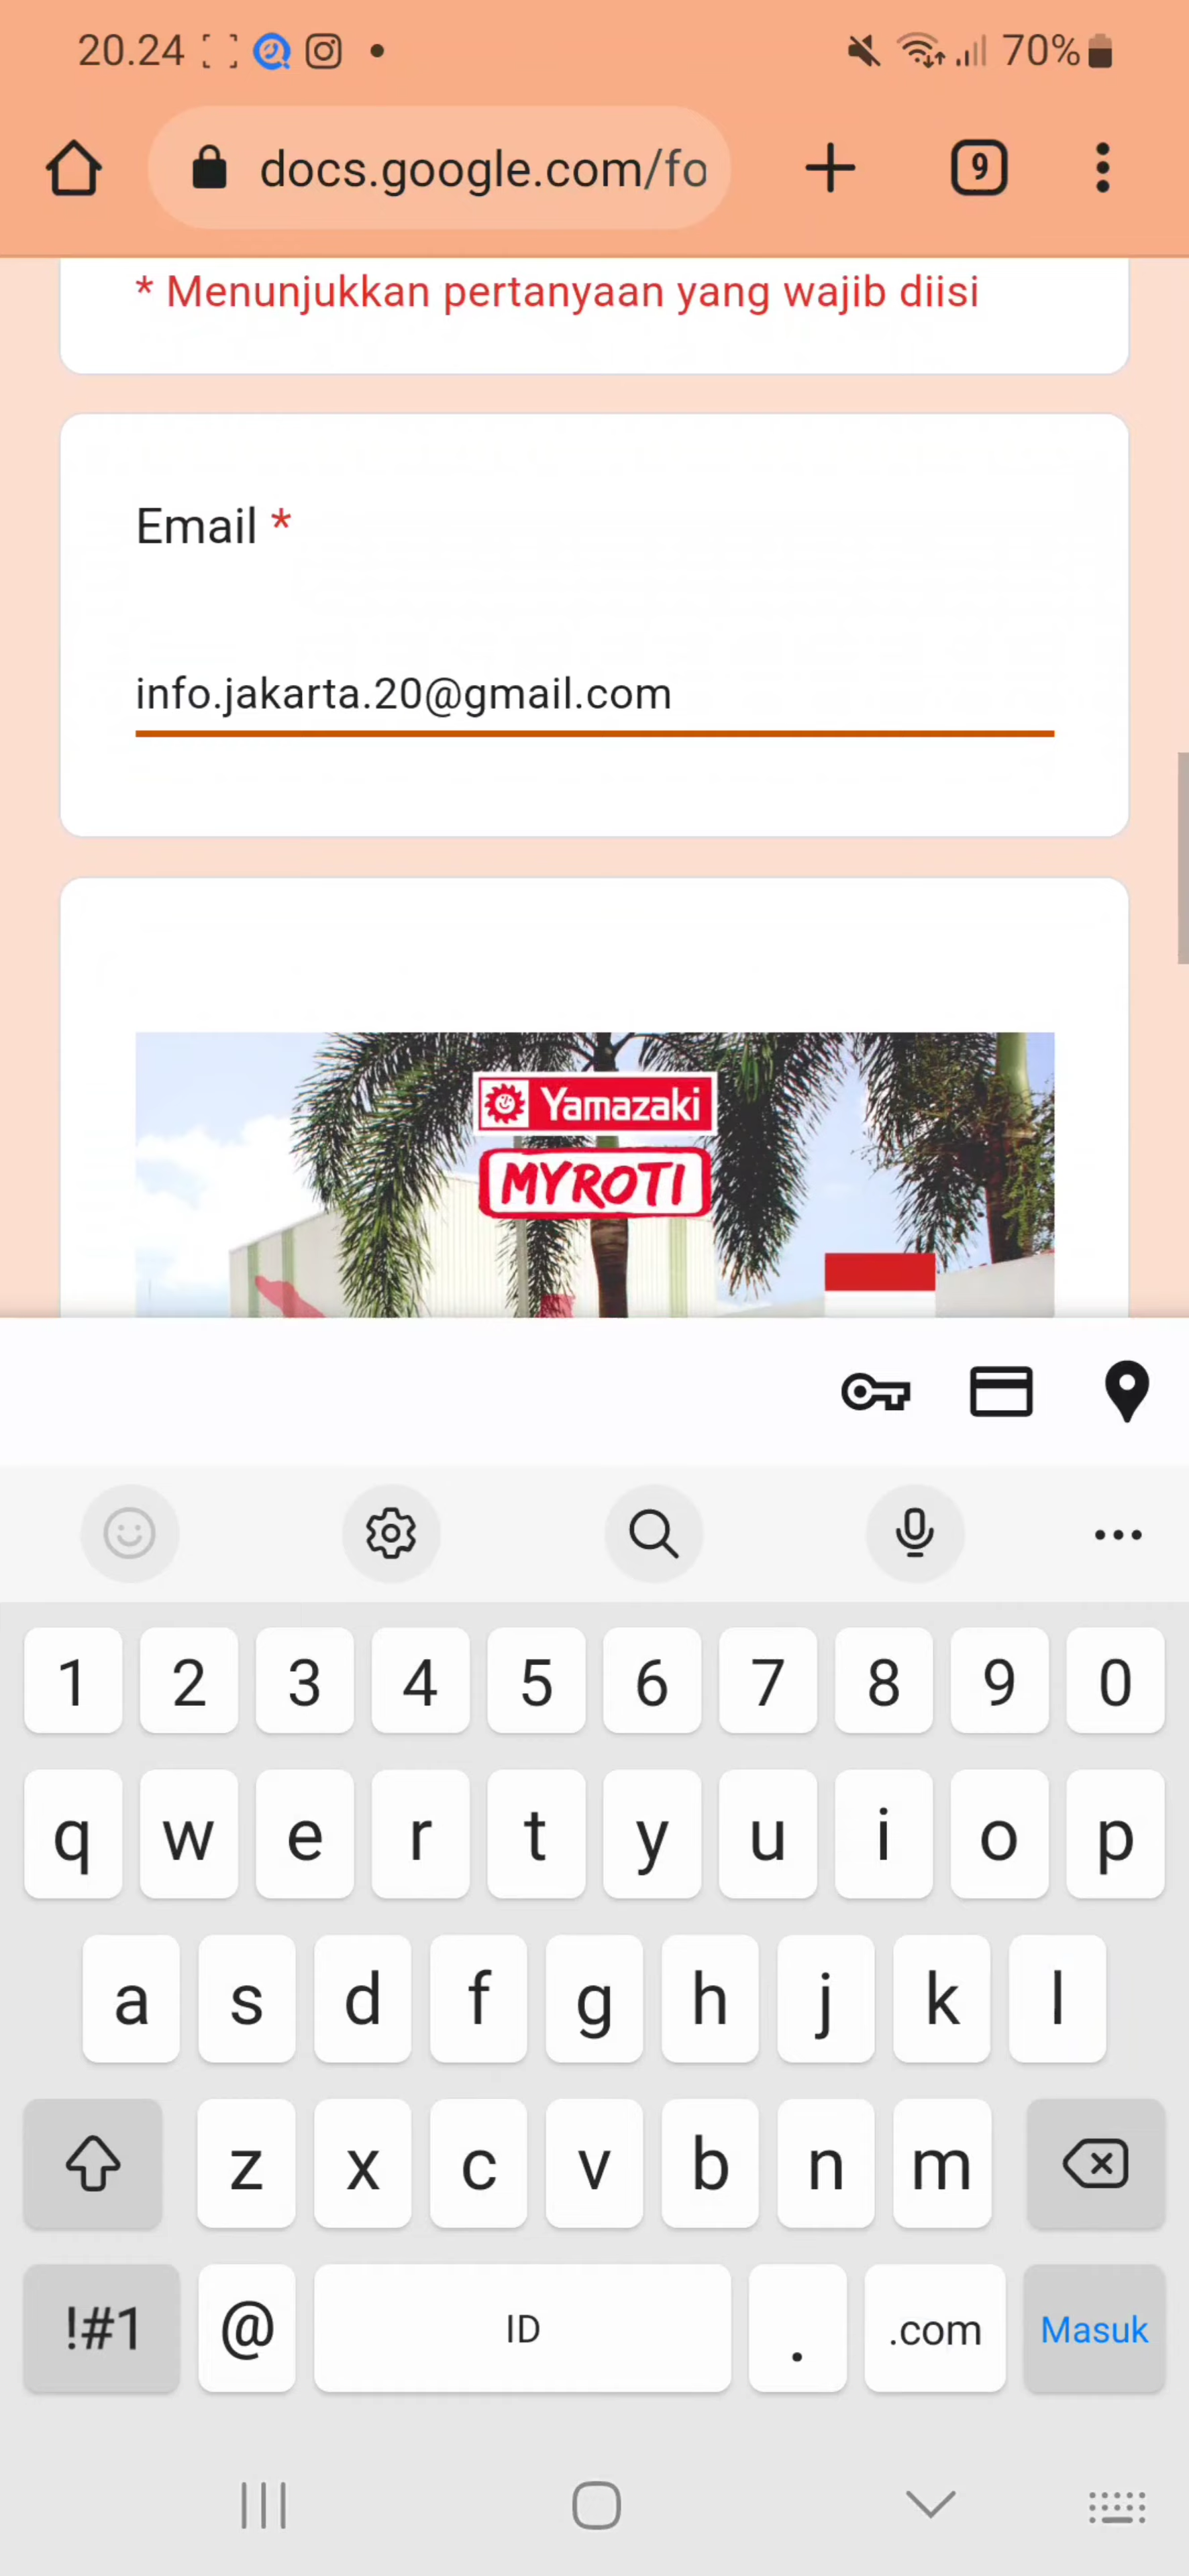 20.24
70%
docs.google.com/fo
9
* Menunjukkan pertanyaan yang wajib diisi
Email *
info.jakarta.20@gmail.com
Yamazaki
MYROTI
1 2 3 4 5 6 7 8 9 0
q w e r t y u i o p
a s d f g h j k l
z x c v b n m
!#1 @ ID . .com Masuk